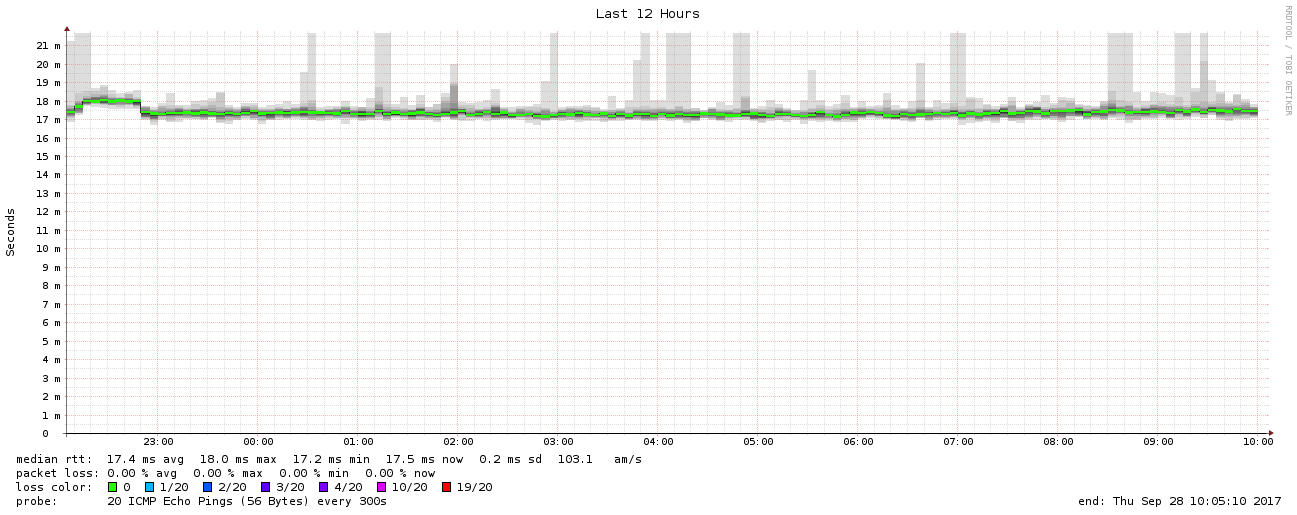 Last 12 Hours
RRDTOOL / TOBI OETIKER
Seconds
21 m
20 m
19 m
18 m
17 m
16 m
15 m
14 m
13 m
12 m
11 m
10 m
9 m
8 m
7 m
6 m
5 m
4 m
3 m
2 m
1 m
0
23:00 00:00 01:00 02:00 03:00 04:00 05:00 06:00 07:00 08:00 09:00 10:00
median rtt: 17.4 ms avg 18.0 ms max 17.2 ms min 17.5 ms now 0.2 ms sd 103.1 am/s
packet loss: 0.00 % avg 0.00 % max 0.00 % min 0.00 % now
loss color: 0 1/20 2/20 3/20 4/20 10/20 19/20
probe: 20 ICMP Echo Pings (56 Bytes) every 300s end: Thu Sep 28 10:05:10 2017